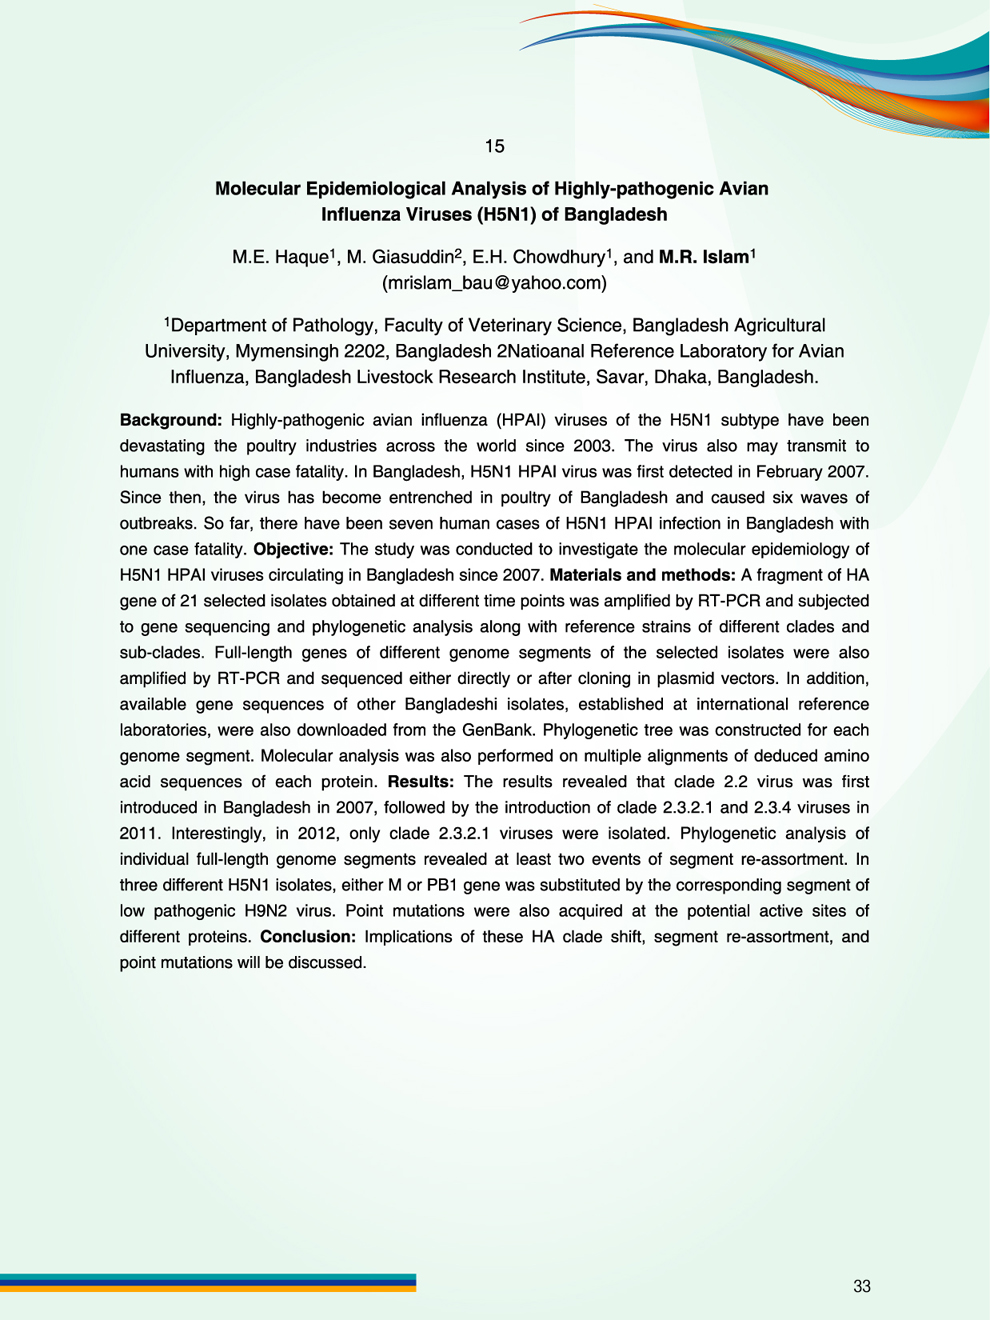 15
Molecular Epidemiological Analysis of Highly-pathogenic Avian
Influenza Viruses (H5N1) of Bangladesh
M.E. Haque¹, M. Giasuddin², E.H. Chowdhury¹, and M.R. Islam¹
(mrislam_bau@yahoo.com)
¹Department of Pathology, Faculty of Veterinary Science, Bangladesh Agricultural
University, Mymensingh 2202, Bangladesh 2Natioanal Reference Laboratory for Avian
Influenza, Bangladesh Livestock Research Institute, Savar, Dhaka, Bangladesh.
Background: Highly-pathogenic avian influenza (HPAI) viruses of the H5N1 subtype have been
devastating the poultry industries across the world since 2003. The virus also may transmit to
humans with high case fatality. In Bangladesh, H5N1 HPAI virus was first detected in February 2007.
Since then, the virus has become entrenched in poultry of Bangladesh and caused six waves of
outbreaks. So far, there have been seven human cases of H5N1 HPAI infection in Bangladesh with
one case fatality. Objective: The study was conducted to investigate the molecular epidemiology of
H5N1 HPAI viruses circulating in Bangladesh since 2007. Materials and methods: A fragment of HA
gene of 21 selected isolates obtained at different time points was amplified by RT-PCR and subjected
to gene sequencing and phylogenetic analysis along with reference strains of different clades and
sub-clades. Full-length genes of different genome segments of the selected isolates were also
amplified by RT-PCR and sequenced either directly or after cloning in plasmid vectors. In addition,
available gene sequences of other Bangladeshi isolates, established at international reference
laboratories, were also downloaded from the GenBank. Phylogenetic tree was constructed for each
genome segment. Molecular analysis was also performed on multiple alignments of deduced amino
acid sequences of each protein. Results: The results revealed that clade 2.2 virus was first
introduced in Bangladesh in 2007, followed by the introduction of clade 2.3.2.1 and 2.3.4 viruses in
2011. Interestingly, in 2012, only clade 2.3.2.1 viruses were isolated. Phylogenetic analysis of
individual full-length genome segments revealed at least two events of segment re-assortment. In
three different H5N1 isolates, either M or PB1 gene was substituted by the corresponding segment of
low pathogenic H9N2 virus. Point mutations were also acquired at the potential active sites of
different proteins. Conclusion: Implications of these HA clade shift, segment re-assortment, and
point mutations will be discussed.
33